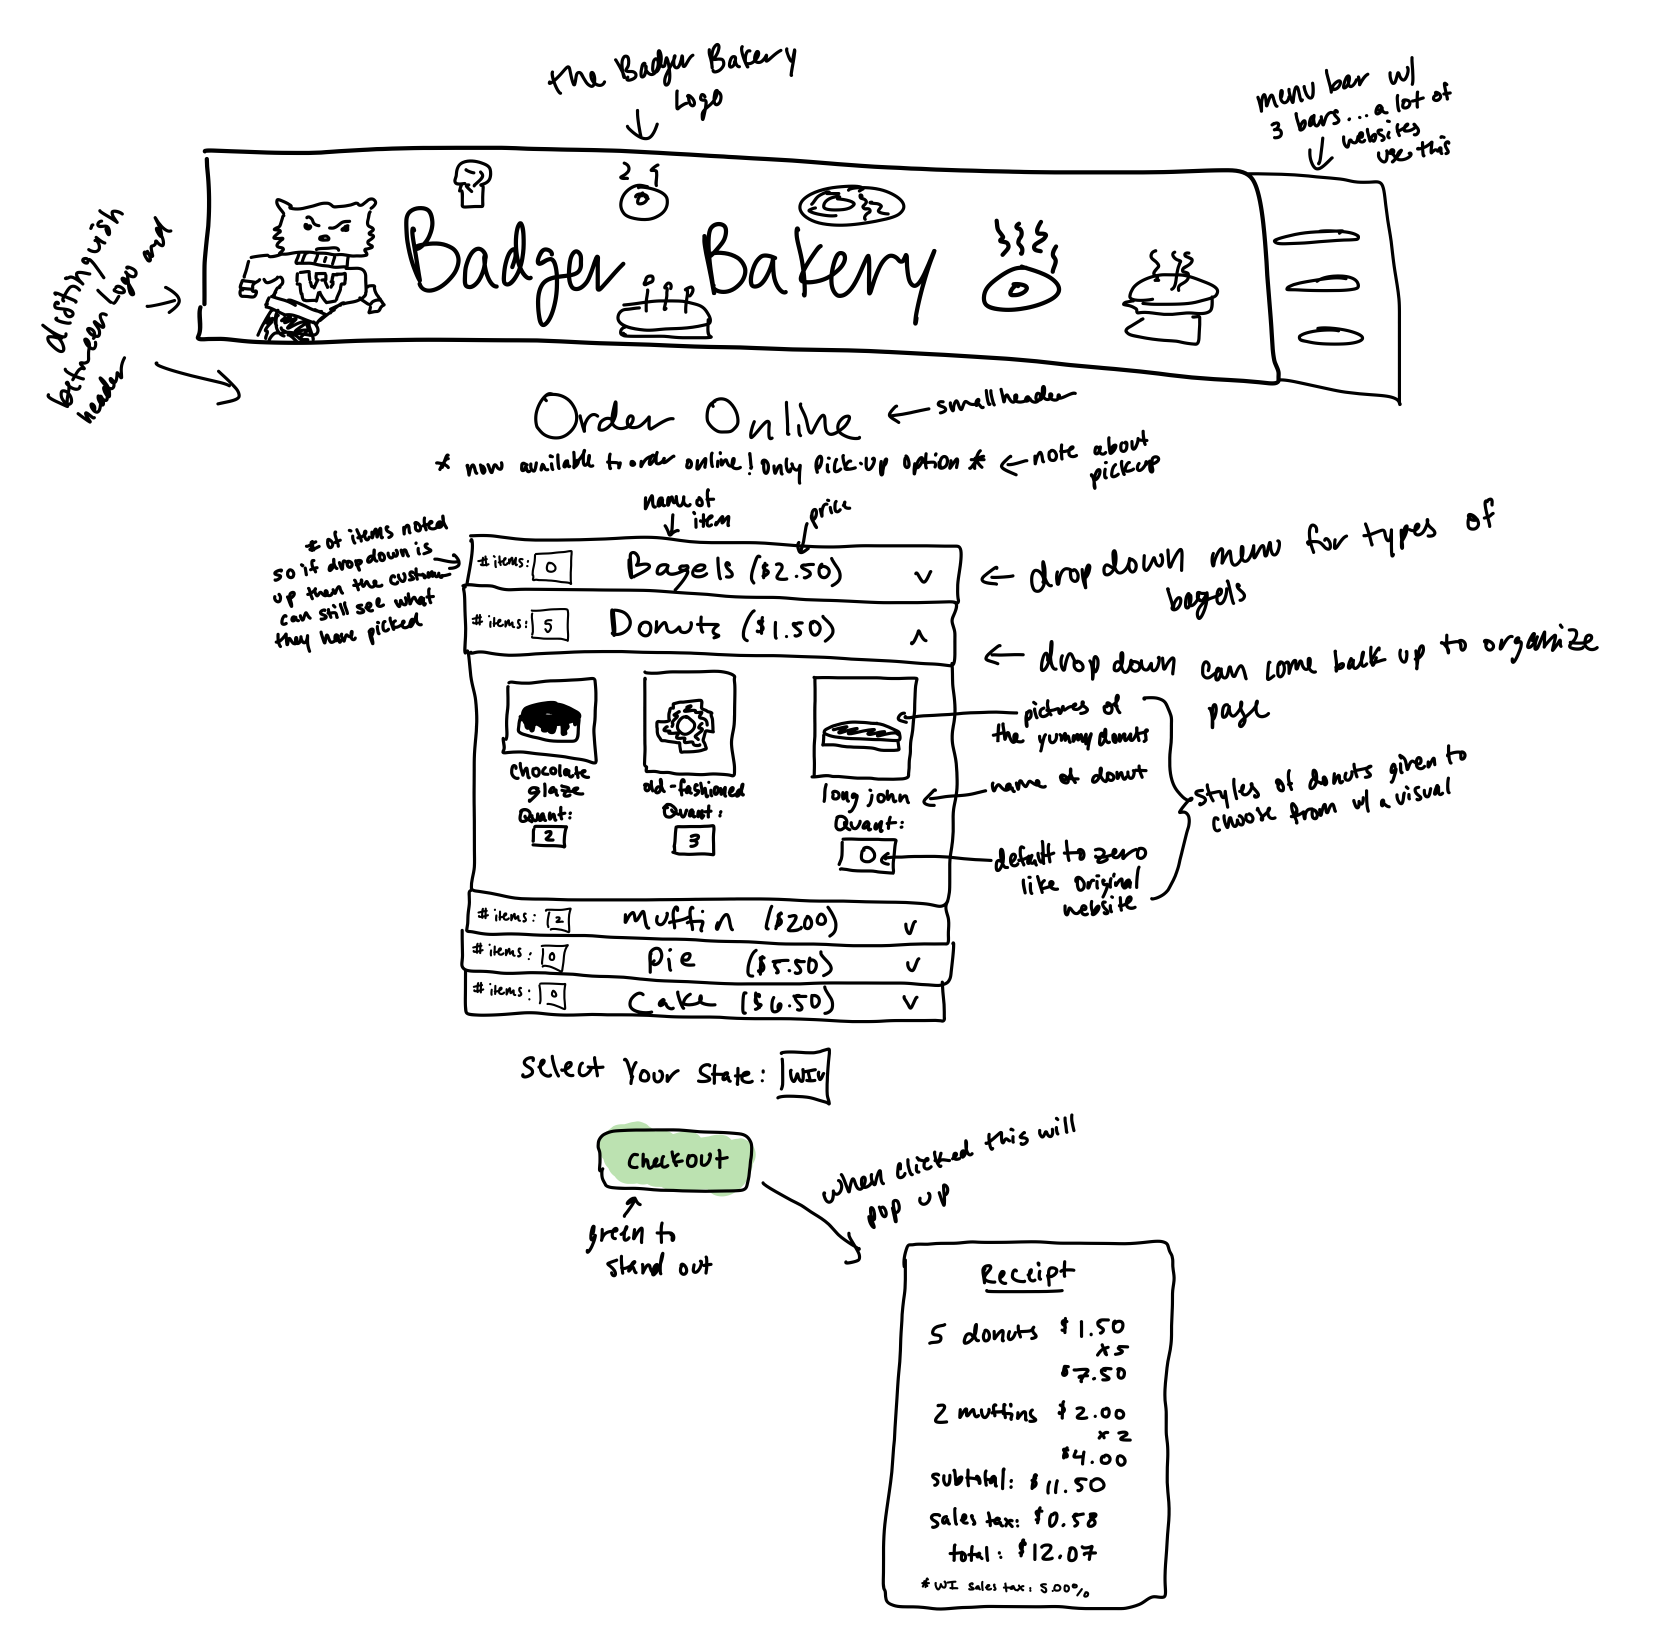 the Badger Bakery
Logo
menu bar w/
3 bars... a lot of
websites
use this
distinguish
between Logo and
header
Badger Bakery
W
Order Online
small header
* now available to order online! Only Pick-up option *
note about
pickup
name of
item
price
# of items noted
so if dropdown is
up then the custumer
can still see what
they have picked
# items: 0 Bagels ($2.50) v
drop down menu for types of
bagels
# items: 5 Donuts ($1.50) ^
drop down can come back up to organize
page
chocolate
glaze
Quant:
2
old-fashioned
Quant:
3
long john
Quant:
0
pictures of
the yummy donuts
name of donut
default to zero
like original
website
styles of donuts given to
choose from w/ a visual
# items: 2 muffin ($200) v
# items: 0 Pie ($5.50) v
# items: 0 Cake ($6.50) v
Select Your State: WI v
Checkout
green to
stand out
when clicked this will
pop up
Receipt
5 donuts $1.50
x5
$7.50
2 muffins $2.00
x 2
$4.00
subtotal: $11.50
sales tax: $0.58
total: $12.07
* WI sales tax: 5.00%